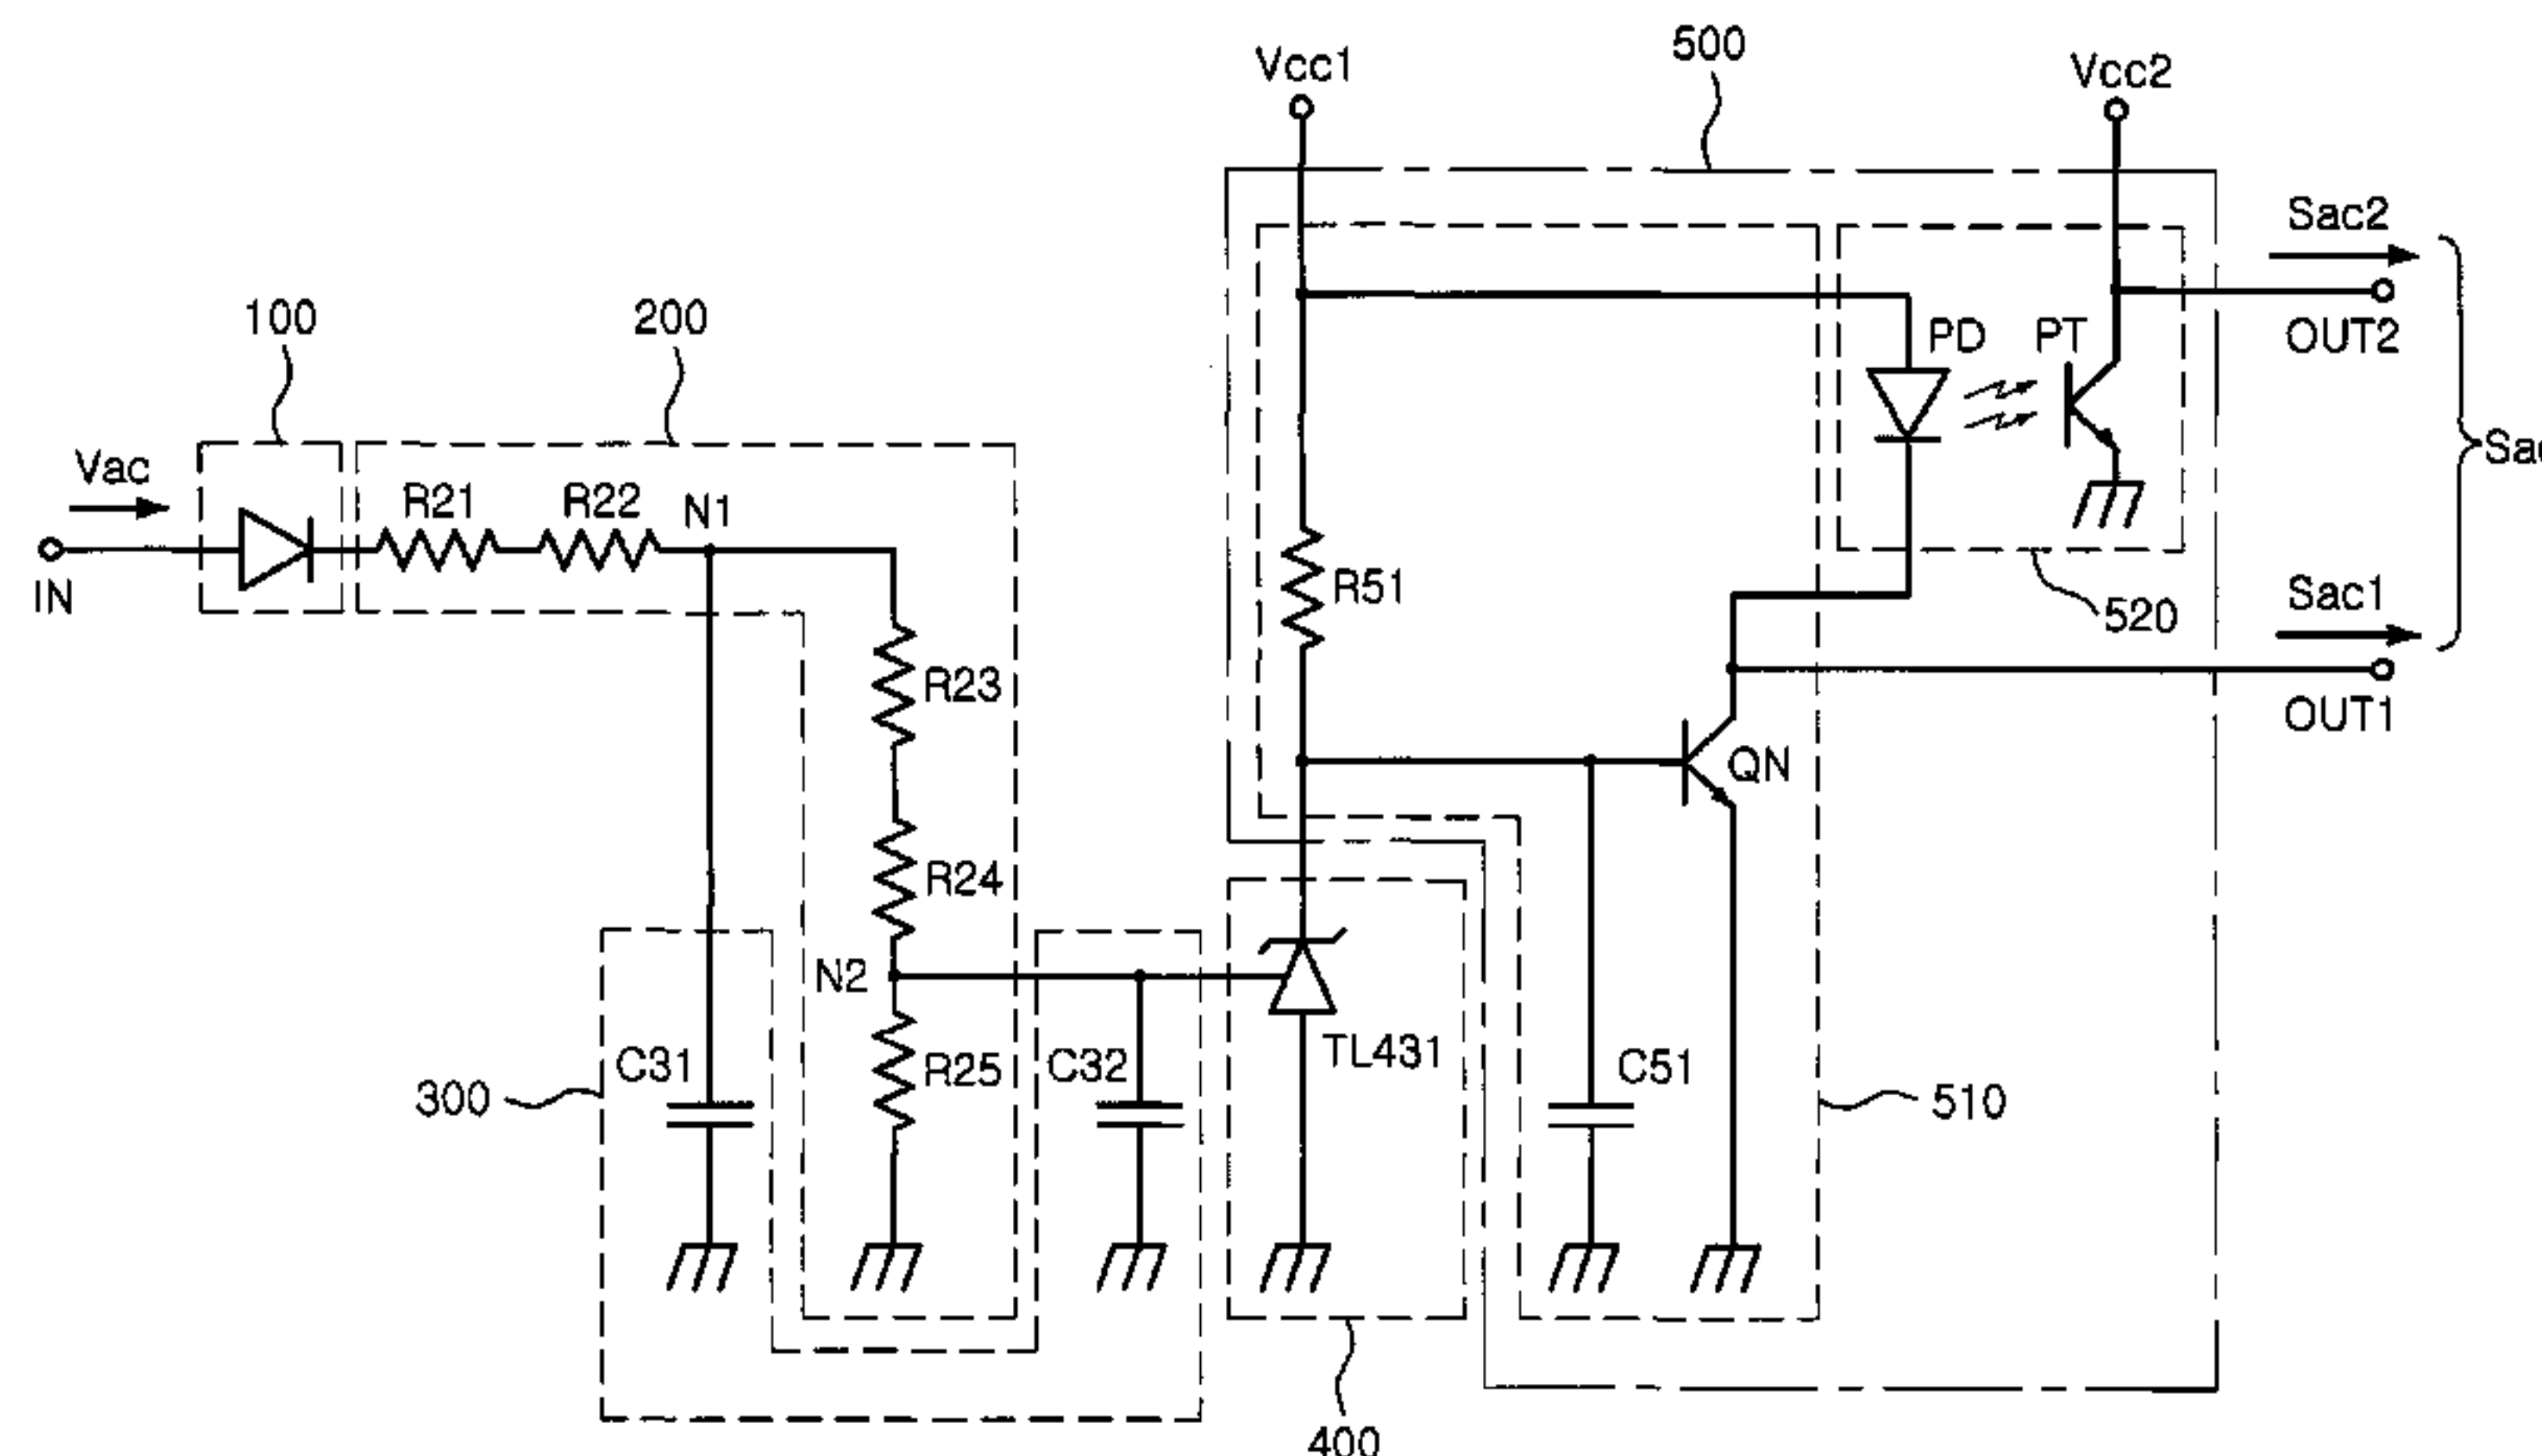 500
Vcc1
Vcc2
Sac2
100
200
PD
PT
OUT2
Vac
R21
R22
N1
Sac
IN
R51
520
Sac1
R23
OUT1
QN
R24
N2
C31
R25
C32
TL431
C51
300
510
400